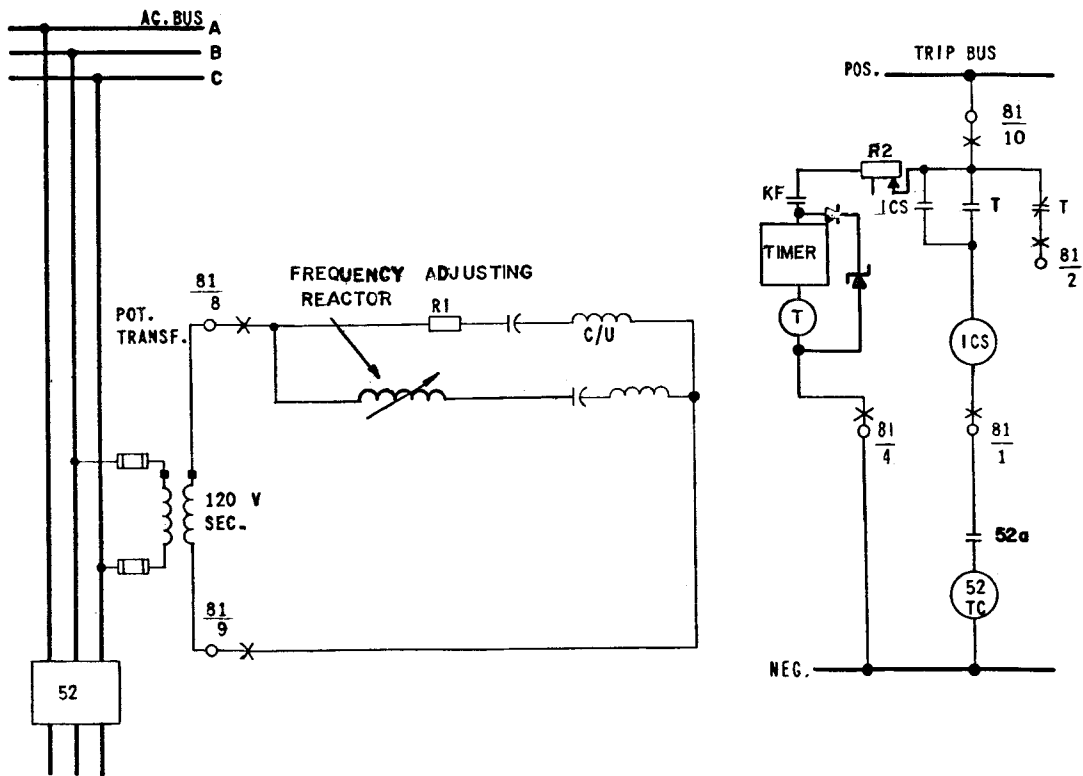 AC. BUS
A
B
C
TRIP BUS
POS.
81
10
R2
KF
ICS
T
T
TIMER
81
2
T
ICS
FREQUENCY ADJUSTING
REACTOR
81
8
POT.
TRANSF.
R1
C/U
81
4
81
1
120 V
SEC.
52a
52
TC
81
9
NEG.
52